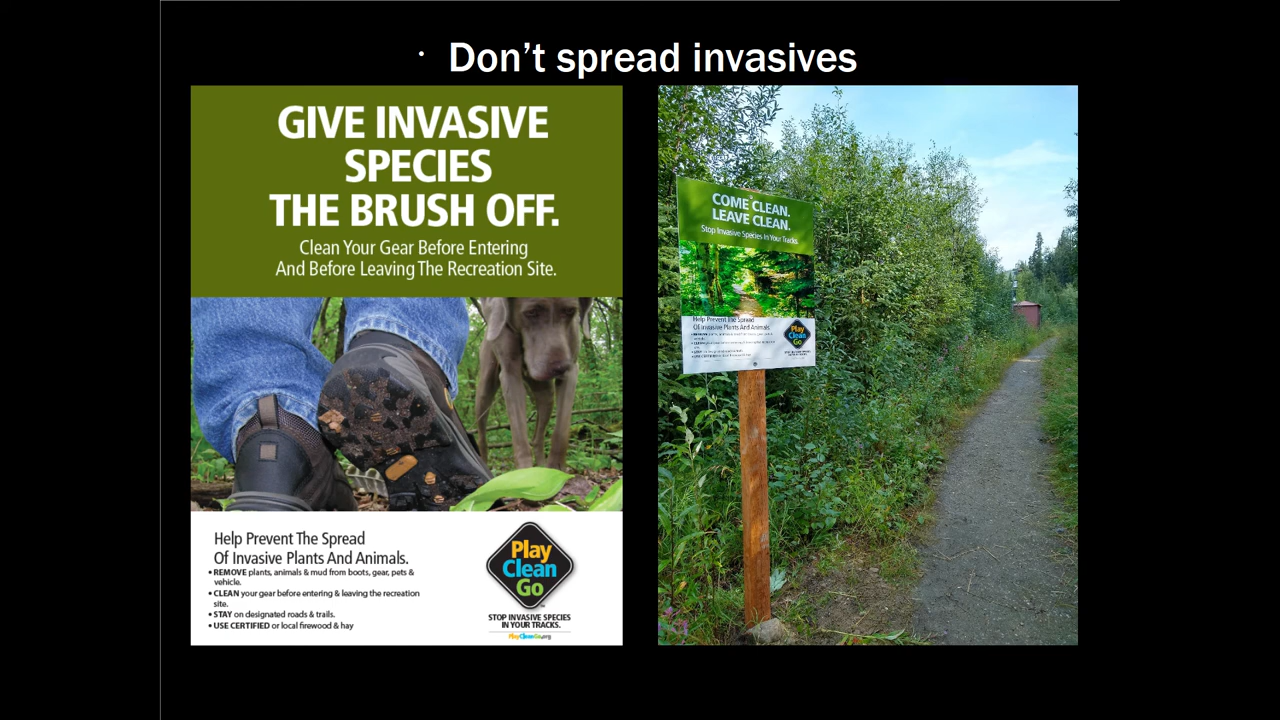 • Don’t spread invasives
GIVE INVASIVE
SPECIES
THE BRUSH OFF.
Clean Your Gear Before Entering
And Before Leaving The Recreation Site.
Help Prevent The Spread
Of Invasive Plants And Animals.
• REMOVE plants, animals & mud from boots, gear, pets &
vehicle.
• CLEAN your gear before entering & leaving the recreation
site.
• STAY on designated roads & trails.
• USE CERTIFIED or local firewood & hay
Play
Clean
Go
STOP INVASIVE SPECIES
IN YOUR TRACKS.
PlayCleanGo.org
COME CLEAN.
LEAVE CLEAN.
Stop Invasive Species In Your Tracks
Help Prevent The Spread
Of Invasive Plants And Animals
Play
Clean
Go